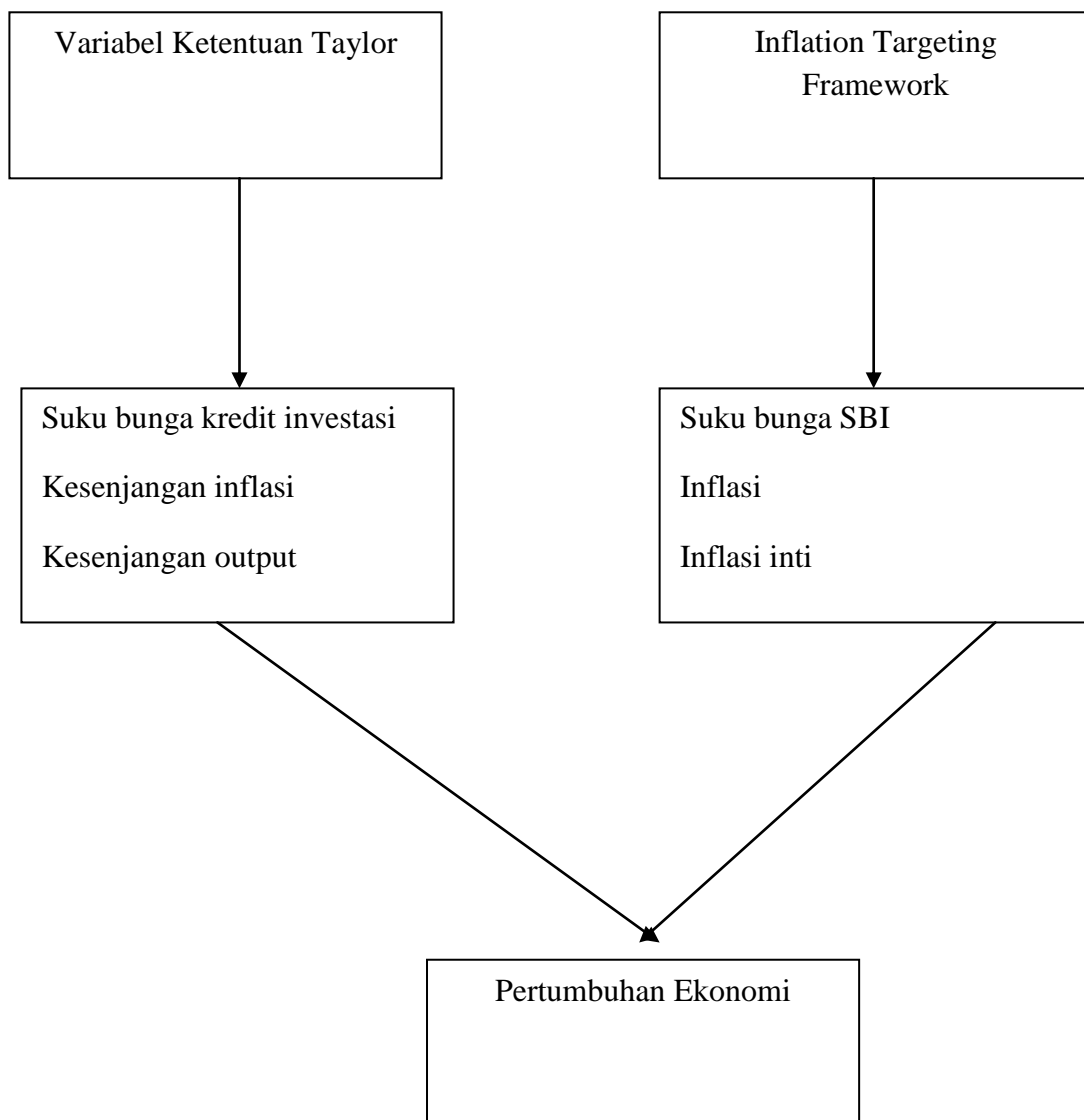 Variabel Ketentuan Taylor
Inflation Targeting
Framework
Suku bunga kredit investasi
Kesenjangan inflasi
Kesenjangan output
Suku bunga SBI
Inflasi
Inflasi inti
Pertumbuhan Ekonomi